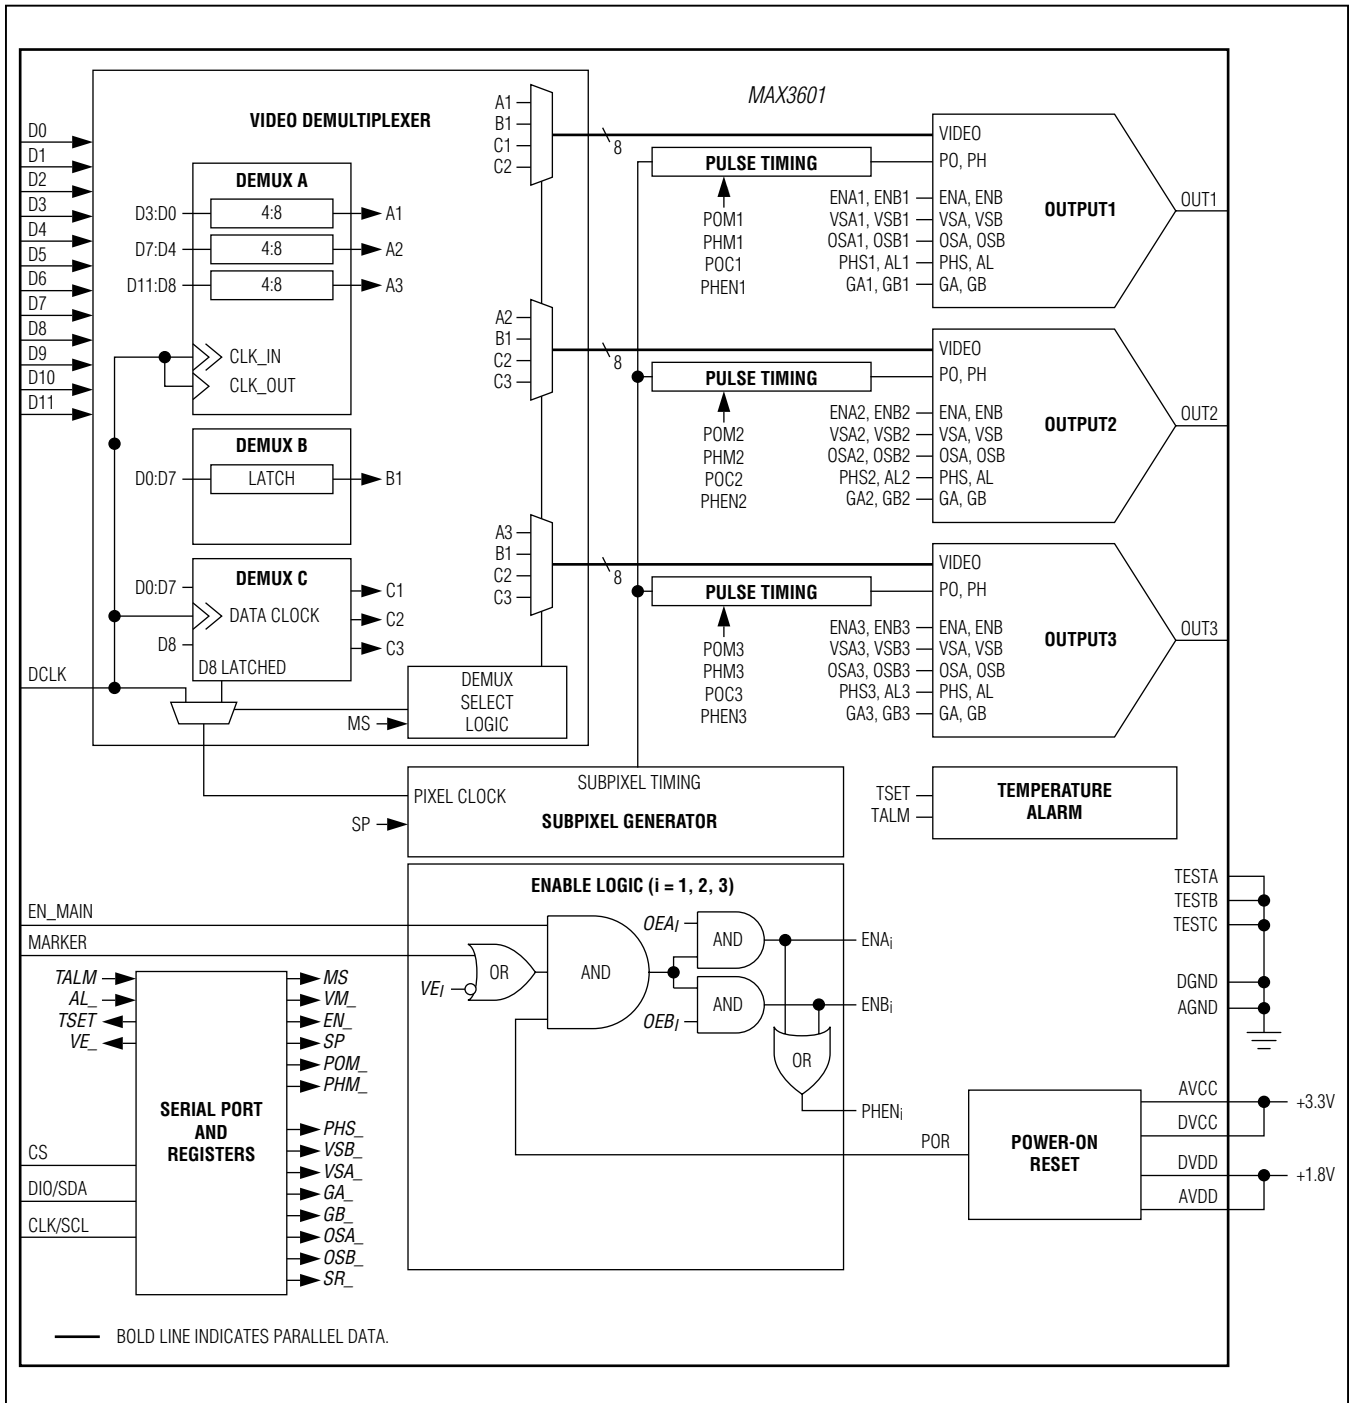 MAX3601
VIDEO DEMULTIPLEXER
D0
D1
D2
D3
D4
D5
D6
D7
D8
D9
D10
D11
DEMUX A
D3:D0
4:8
A1
D7:D4
4:8
A2
D11:D8
4:8
A3
CLK_IN
CLK_OUT
DEMUX B
D0:D7
LATCH
B1
DEMUX C
D0:D7
DATA CLOCK
D8
D8 LATCHED
C1
C2
C3
DCLK
MS
DEMUX
SELECT
LOGIC
A1
B1
C1
C2
8
A2
B1
C2
C3
8
A3
B1
C2
C3
8
PULSE TIMING
POM1
PHM1
POC1
PHEN1
ENA1, ENB1
VSA1, VSB1
OSA1, OSB1
PHS1, AL1
GA1, GB1
VIDEO
PO, PH
ENA, ENB
VSA, VSB
OSA, OSB
PHS, AL
GA, GB
OUTPUT1
OUT1
PULSE TIMING
POM2
PHM2
POC2
PHEN2
ENA2, ENB2
VSA2, VSB2
OSA2, OSB2
PHS2, AL2
GA2, GB2
VIDEO
PO, PH
ENA, ENB
VSA, VSB
OSA, OSB
PHS, AL
GA, GB
OUTPUT2
OUT2
PULSE TIMING
POM3
PHM3
POC3
PHEN3
ENA3, ENB3
VSA3, VSB3
OSA3, OSB3
PHS3, AL3
GA3, GB3
VIDEO
PO, PH
ENA, ENB
VSA, VSB
OSA, OSB
PHS, AL
GA, GB
OUTPUT3
OUT3
SUBPIXEL TIMING
PIXEL CLOCK
SUBPIXEL GENERATOR
SP
TSET
TALM
TEMPERATURE
ALARM
ENABLE LOGIC (i = 1, 2, 3)
EN_MAIN
MARKER
VEI
OR
AND
OEAI
AND
ENAi
OEBI
AND
ENBi
OR
PHENi
TESTA
TESTB
TESTC
DGND
AGND
TALM
AL_
TSET
VE_
MS
VM_
EN_
SP
POM_
PHM_
PHS_
VSB_
VSA_
GA_
GB_
OSA_
OSB_
SR_
SERIAL PORT
AND
REGISTERS
CS
DIO/SDA
CLK/SCL
POR
POWER-ON
RESET
AVCC
DVCC
DVDD
AVDD
+3.3V
+1.8V
BOLD LINE INDICATES PARALLEL DATA.